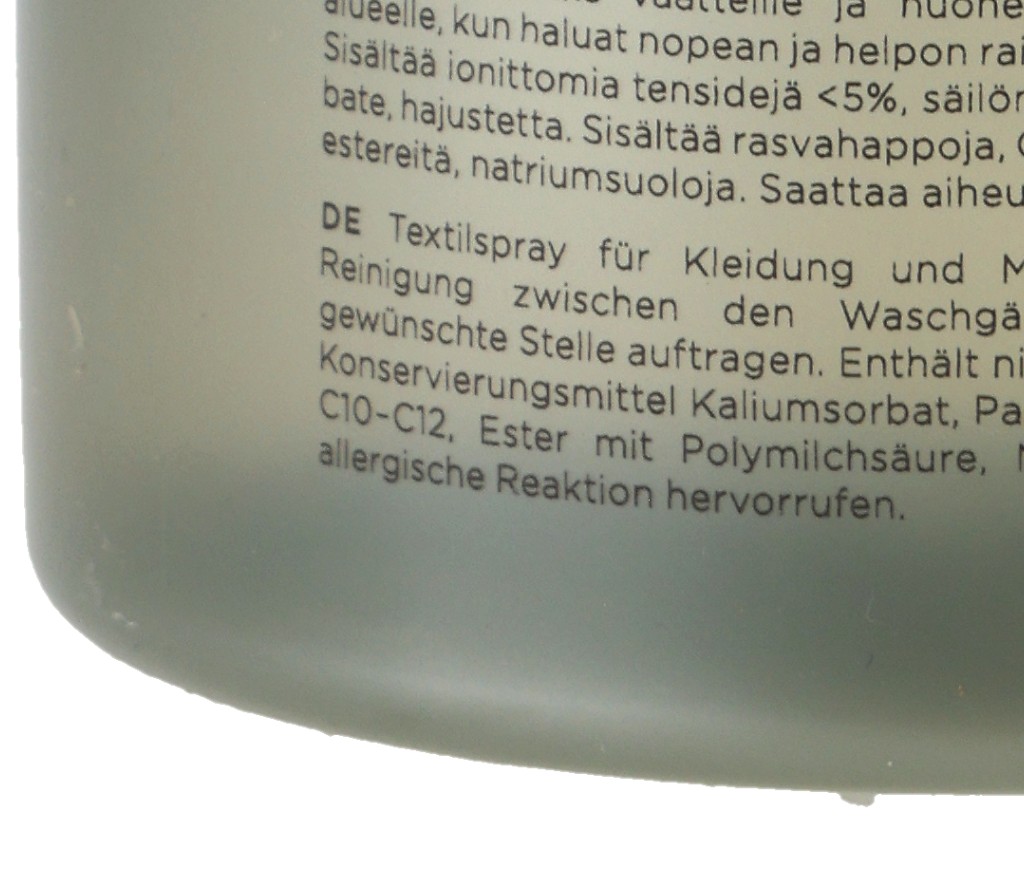 vaatteille ja
alueelle, kun haluat nopean ja helpon
Sisältää ionittomia tensidejä <5%,
bate, hajustetta. Sisältää rasvahappoja,
estereitä, natriumsuoloja. Saattaa
DE Textilspray für Kleidung und
Reinigung zwischen den
gewünschte Stelle auftragen. Enthält
Konservierungsmittel Kaliumsorbat,
C10-C12, Ester mit Polymilchsäure,
allergische Reaktion hervorrufen.